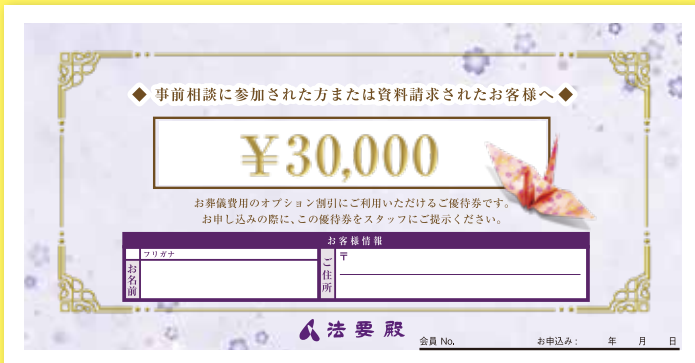 ◆ 事前相談に参加された方または資料請求されたお客様へ ◆
¥30,000
お葬儀費用のオプション割引にご利用いただけるご優待券です。
お申し込みの際に、この優待券をスタッフにご提示ください。
お客様情報
フリガナ
お名前
ご住所
〒
法要殿
会員 No.
お申込み： 年 月 日